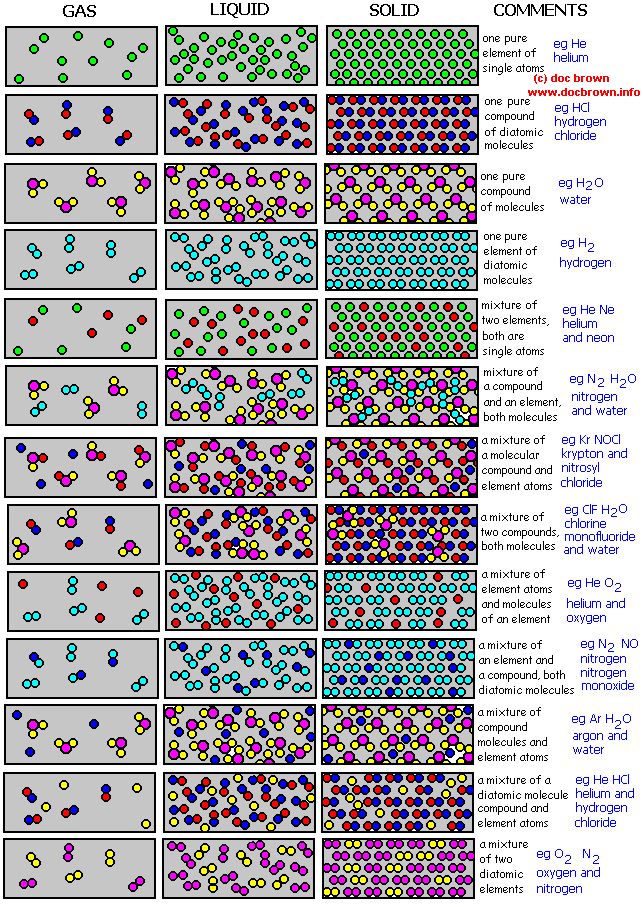 GAS LIQUID SOLID COMMENTS
one pure
element of
single atoms
eg He
helium
(c) doc brown
www.docbrown.info
one pure
compound
of diatomic
molecules
eg HCl
hydrogen
chloride
one pure
compound
of molecules
eg H2O
water
one pure
element of
diatomic
molecules
eg H2
hydrogen
mixture of
two elements,
both are
single atoms
eg He Ne
helium
and neon
mixture of
a compound
and an element,
both molecules
eg N2 H2O
nitrogen
and water
a mixture of
a molecular
compound and
element atoms
eg Kr NOCl
krypton and
nitrosyl
chloride
a mixture of
two compounds,
both molecules
eg ClF H2O
chlorine
monofluoride
and water
a mixture of
element atoms
and molecules
of an element
eg He O2
helium and
oxygen
a mixture of
an element and
a compound, both
diatomic molecules
eg N2 NO
nitrogen
nitrogen
monoxide
a mixture of
compound
molecules and
element atoms
eg Ar H2O
argon and
water
a mixture of a
diatomic molecule
compound and
element atoms
eg He HCl
helium and
hydrogen
chloride
a mixture
of two
diatomic
elements
eg O2 N2
oxygen and
nitrogen